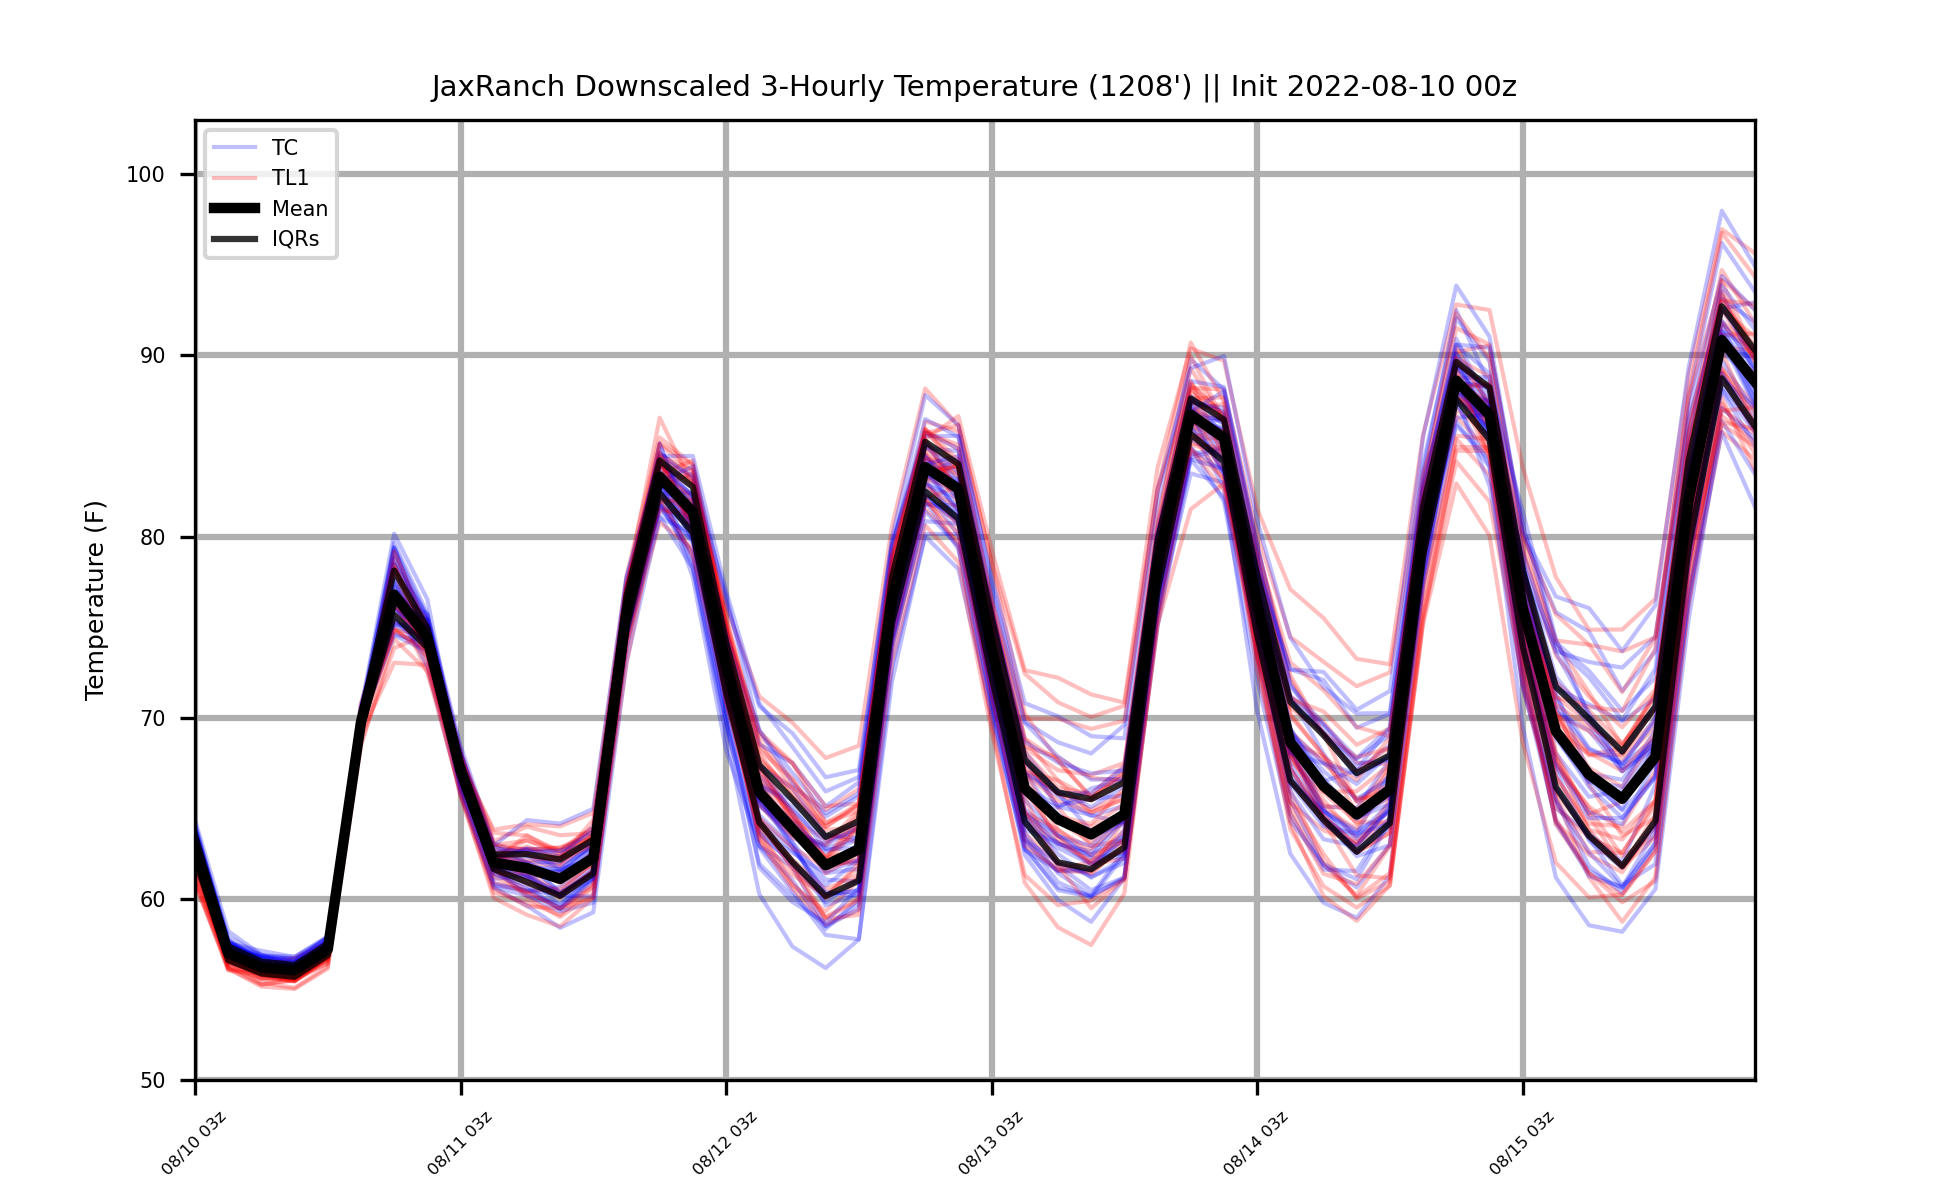 JaxRanch Downscaled 3-Hourly Temperature (1208') || Init 2022-08-10 00z
TC
TL1
Mean
IQRs
Temperature (F)
100
90
80
70
60
50
08/10 03z
08/11 03z
08/12 03z
08/13 03z
08/14 03z
08/15 03z